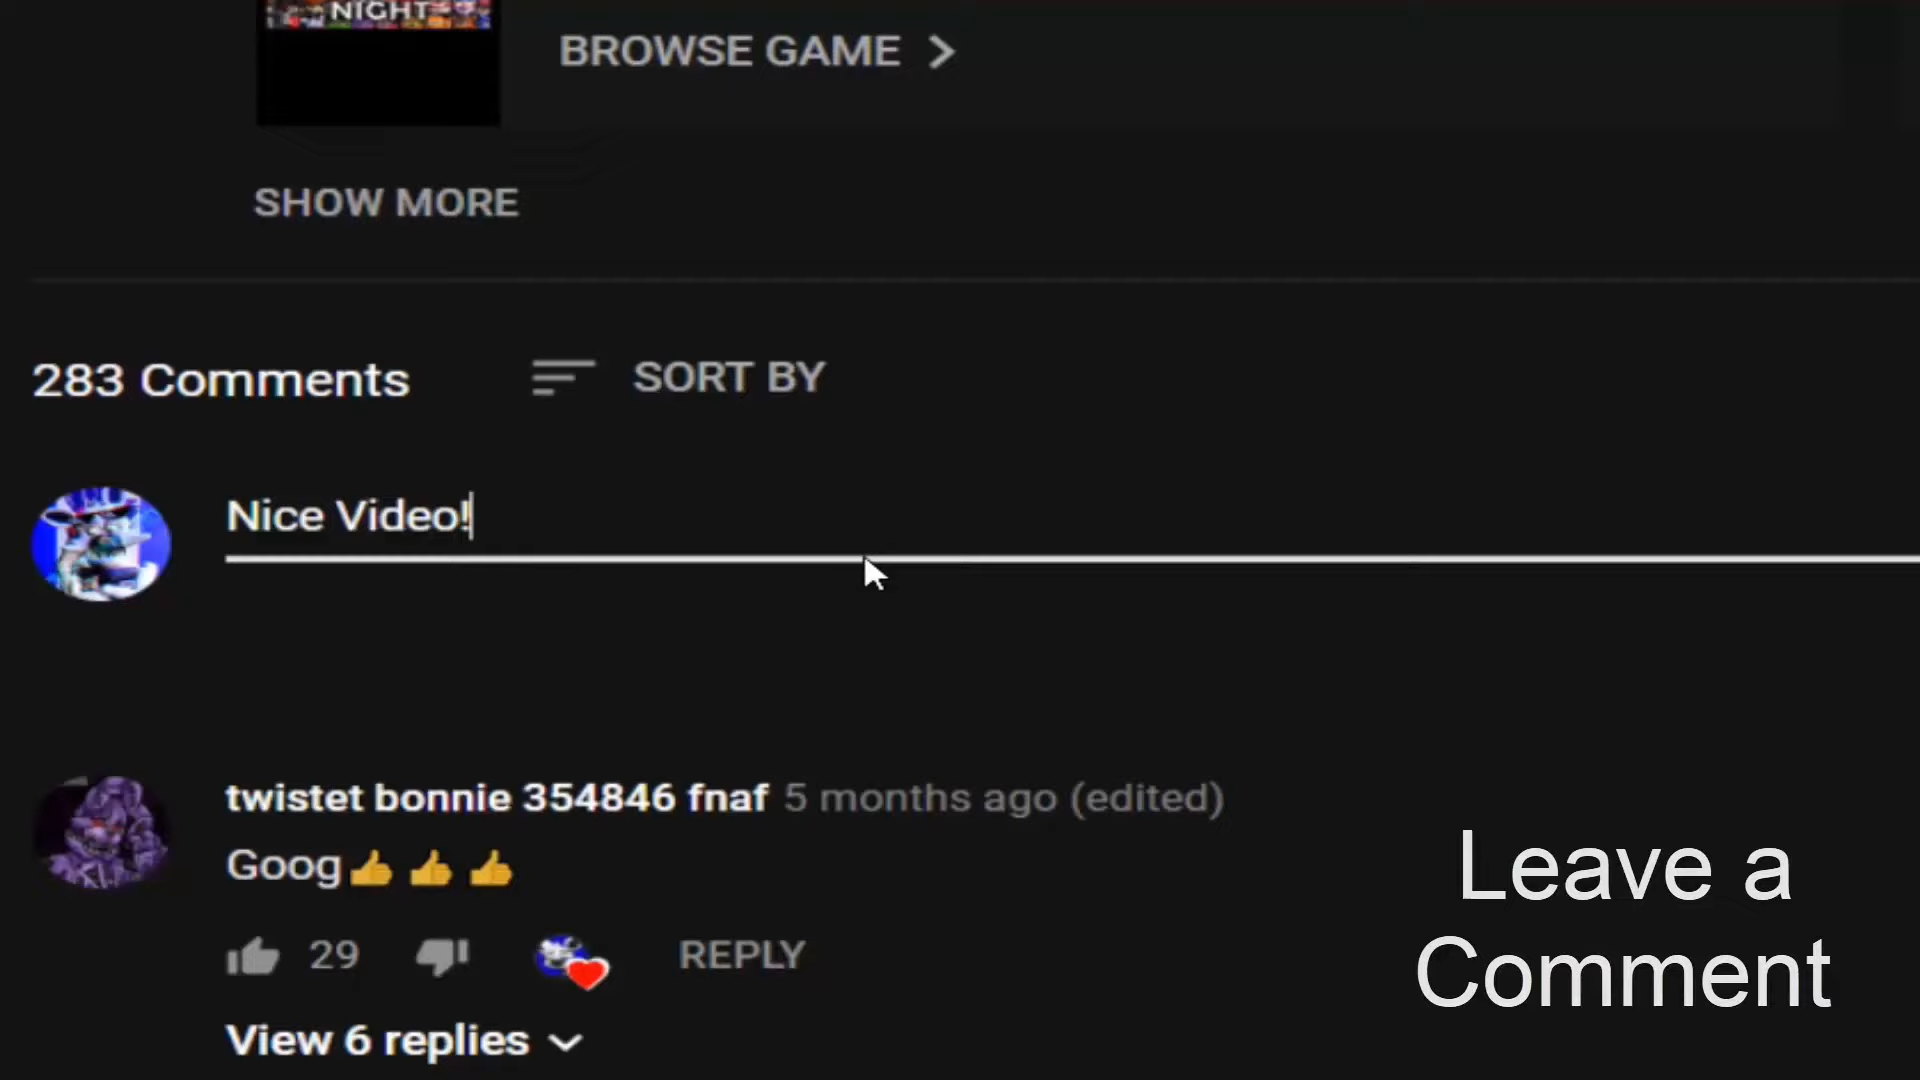 NIGHT
BROWSE GAME
SHOW MORE
283 Comments
SORT BY
Nice Video!
twistet bonnie 354846 fnaf 5 months ago (edited)
Goog👍👍👍
29
REPLY
View 6 replies
Leave a
Comment